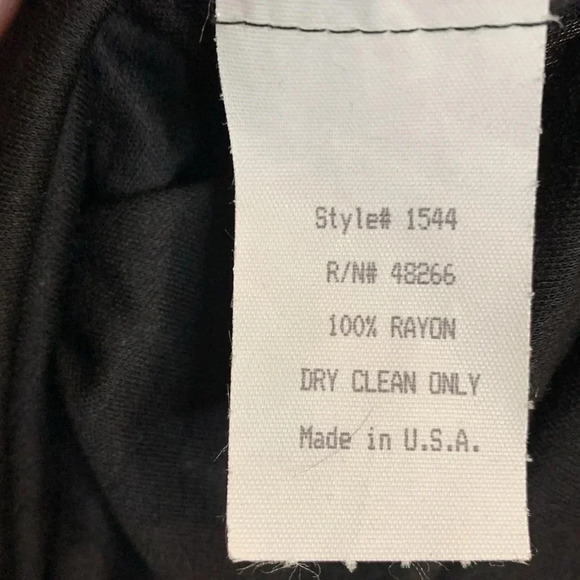 Style# 1544
R/N# 48266
100% RAYON
DRY CLEAN ONLY
Made in U.S.A.